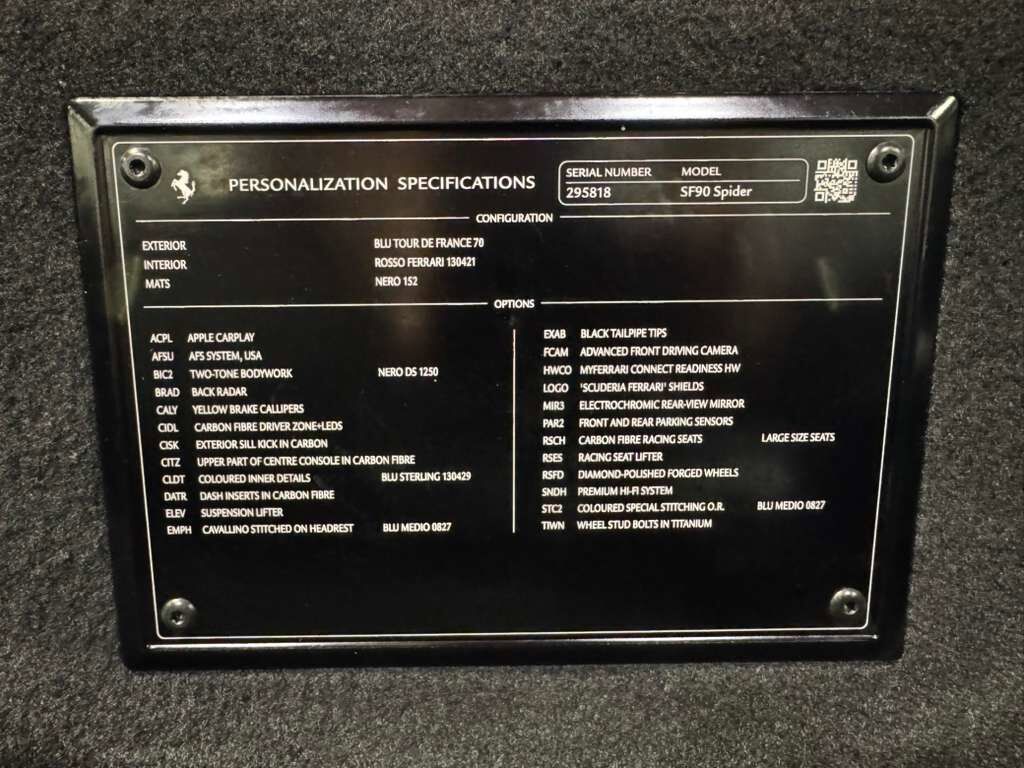 PERSONALIZATION SPECIFICATIONS
SERIAL NUMBER MODEL
295818 SF90 Spider
CONFIGURATION
EXTERIOR BLU TOUR DE FRANCE 70
INTERIOR ROSSO FERRARI 130421
MATS NERO 152
OPTIONS
ACPL APPLE CARPLAY
AFSU AFS SYSTEM, USA
BIC2 TWO-TONE BODYWORK NERO DS 1250
BRAD BACK RADAR
CALY YELLOW BRAKE CALLIPERS
CIDL CARBON FIBRE DRIVER ZONE+LEDS
CISK EXTERIOR SILL KICK IN CARBON
CITZ UPPER PART OF CENTRE CONSOLE IN CARBON FIBRE
CLDT COLOURED INNER DETAILS BLU STERLING 130429
DATR DASH INSERTS IN CARBON FIBRE
ELEV SUSPENSION LIFTER
EMPH CAVALLINO STITCHED ON HEADREST BLU MEDIO 0827
EXAB BLACK TAILPIPE TIPS
FCAM ADVANCED FRONT DRIVING CAMERA
HWCO MYFERRARI CONNECT READINESS HW
LOGO 'SCUDERIA FERRARI' SHIELDS
MIR3 ELECTROCHROMIC REAR-VIEW MIRROR
PAR2 FRONT AND REAR PARKING SENSORS
RSCH CARBON FIBRE RACING SEATS LARGE SIZE SEATS
RSES RACING SEAT LIFTER
RSFD DIAMOND-POLISHED FORGED WHEELS
SNDH PREMIUM HI-FI SYSTEM
STC2 COLOURED SPECIAL STITCHING O.R. BLU MEDIO 0827
TIWN WHEEL STUD BOLTS IN TITANIUM